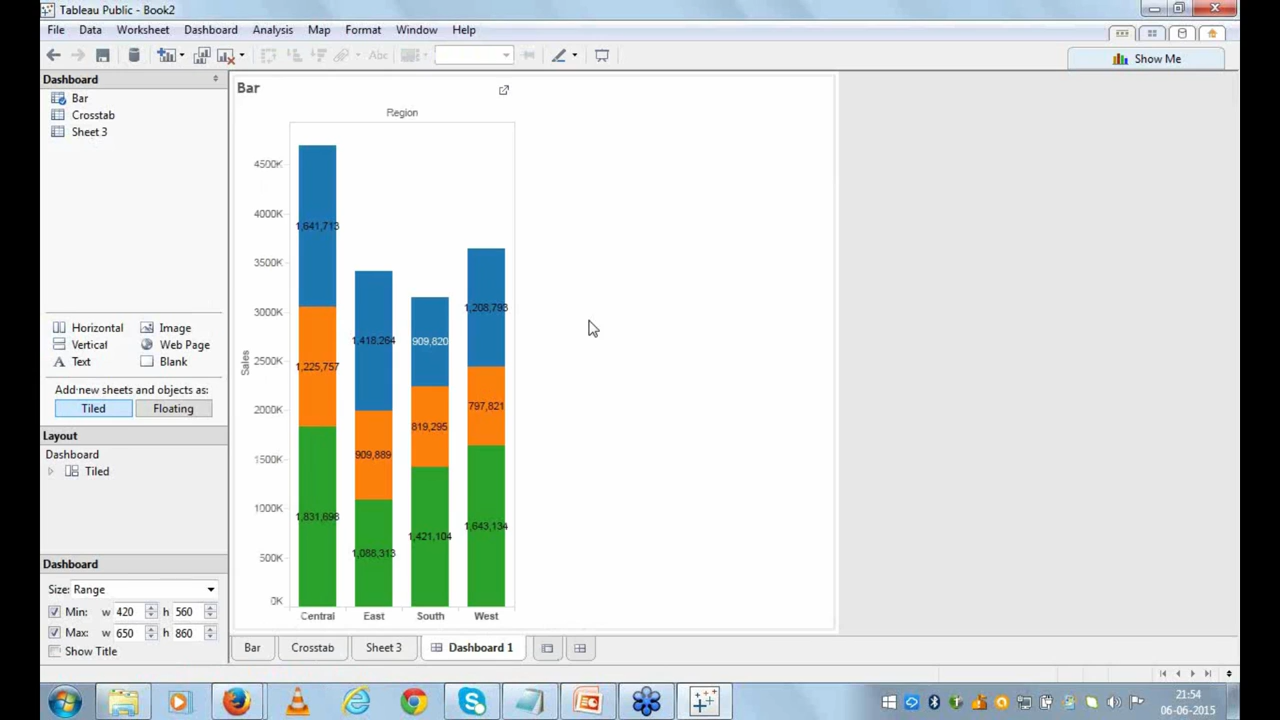 Tableau Public - Book2
File Data Worksheet Dashboard Analysis Map Format Window Help
Abc
Show Me
Dashboard
Bar
Crosstab
Sheet 3
Horizontal Image
Vertical Web Page
A Text Blank
Add new sheets and objects as:
Tiled Floating
Layout
Dashboard
Tiled
Dashboard
Size: Range
Min: w 420 h 560
Max: w 650 h 860
Show Title
Bar
Region
Sales
4500K
4000K
3500K
3000K
2500K
2000K
1500K
1000K
500K
0K
1,641,713
1,225,757
1,831,698
1,418,264
909,889
1,088,313
909,820
819,295
1,421,104
1,208,793
797,821
1,643,134
Central East South West
Bar Crosstab Sheet 3 Dashboard 1
21:54
06-06-2015